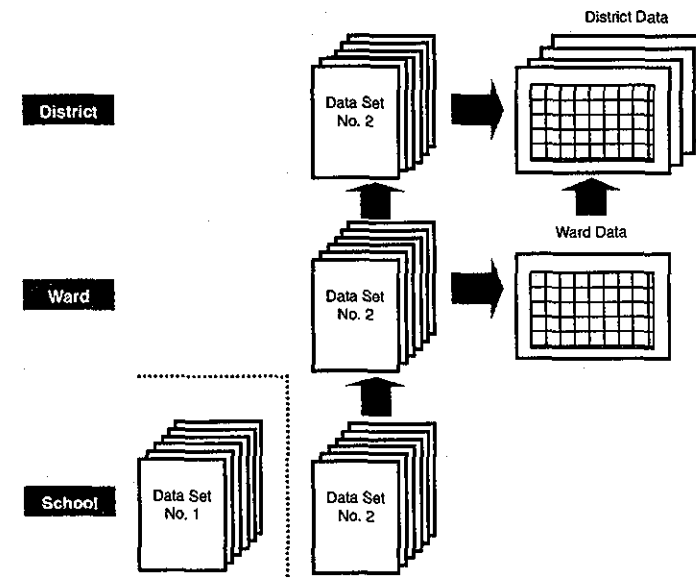 District Data
District
Data Set
No. 2
Ward Data
Ward
Data Set
No. 2
School
Data Set
No. 1
Data Set
No. 2